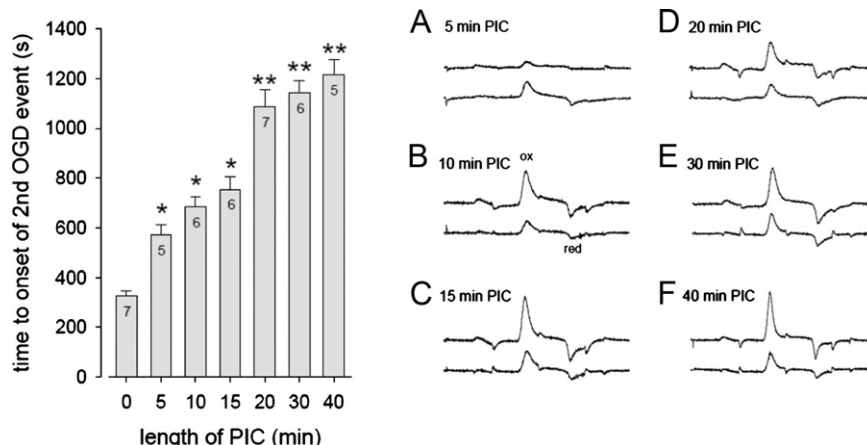 time to onset of 2nd OGD event (s)
1400
1200
1000
800
600
400
200
0
** ** **
* * *
7 5 6 6 7 6 5
0 5 10 15 20 30 40
length of PIC (min)
A
5 min PIC
B
10 min PIC
ox
red
C
15 min PIC
D
20 min PIC
E
30 min PIC
F
40 min PIC